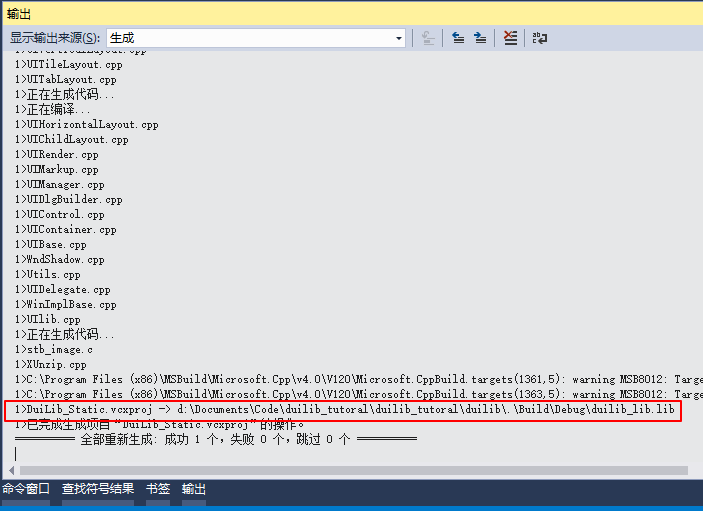 输出
显示输出来源(S): 生成
1>UITileLayout.cpp
1>UITabLayout.cpp
1>正在生成代码...
1>正在编译...
1>UIHorizontalLayout.cpp
1>UIChildLayout.cpp
1>UIRender.cpp
1>UIMarkup.cpp
1>UIManager.cpp
1>UIDlgBuilder.cpp
1>UIControl.cpp
1>UIContainer.cpp
1>UIBase.cpp
1>WndShadow.cpp
1>Utils.cpp
1>UIDelegate.cpp
1>WinImplBase.cpp
1>UIlib.cpp
1>正在生成代码...
1>stb_image.c
1>XUnzip.cpp
1>C:\Program Files (x86)\MSBuild\Microsoft.Cpp\v4.0\V120\Microsoft.CppBuild.targets(1361,5): warning MSB8012: Targe
1>C:\Program Files (x86)\MSBuild\Microsoft.Cpp\v4.0\V120\Microsoft.CppBuild.targets(1363,5): warning MSB8012: Targe
1>DuiLib_Static.vcxproj -> d:\Documents\Code\duilib_tutoral\duilib_tutoral\duilib\.\Build\Debug\duilib_lib.lib
1>已完成生成项目“DuiLib_Static.vcxproj”的操作。
========== 全部重新生成: 成功 1 个，失败 0 个，跳过 0 个 ==========
命令窗口 查找符号结果 书签 输出